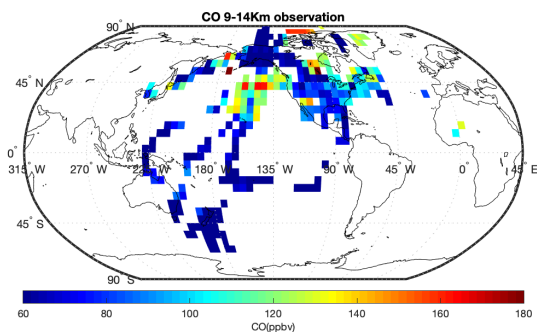 CO 9-14Km observation
90° N
45° N
0°
315° W 270° W 225° W 180° W 135° W 90° W 45° W 0° 45° E
45° S
90° S
60 80 100 120 140 160 180
CO(ppbv)